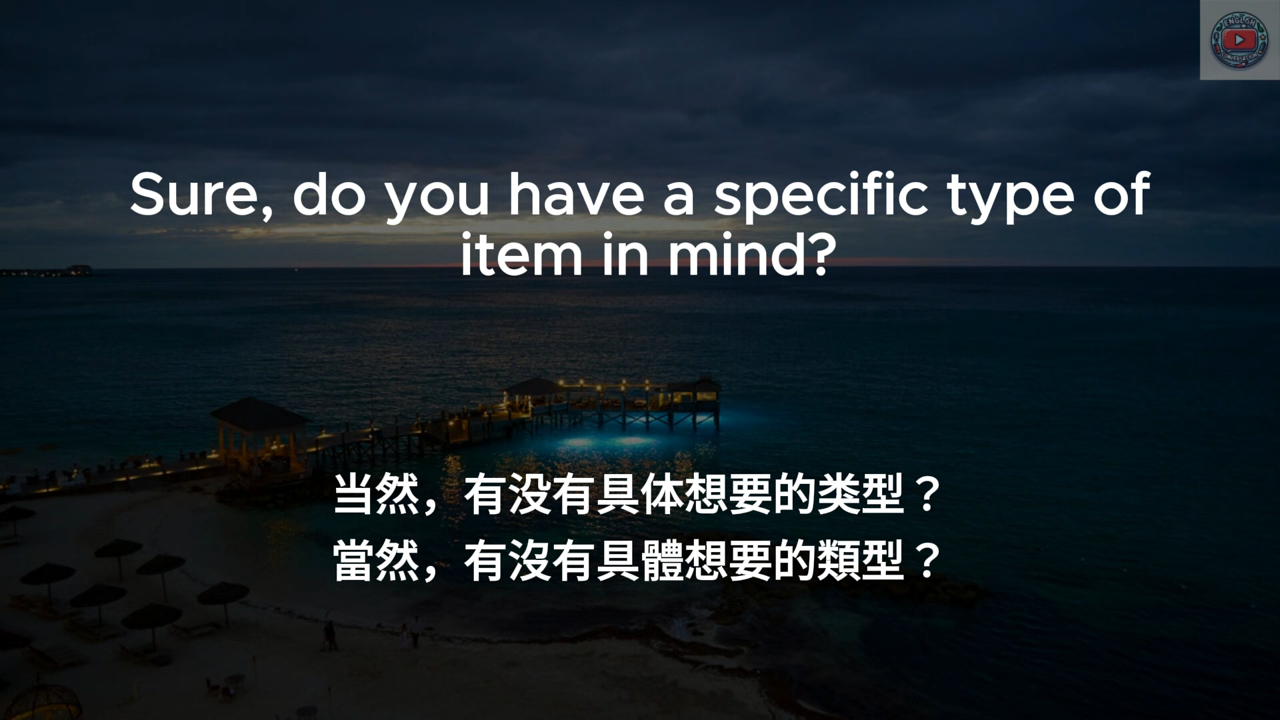 Sure, do you have a specific type of
item in mind?
当然，有没有具体想要的类型？
當然，有沒有具體想要的類型？
ENGLISH